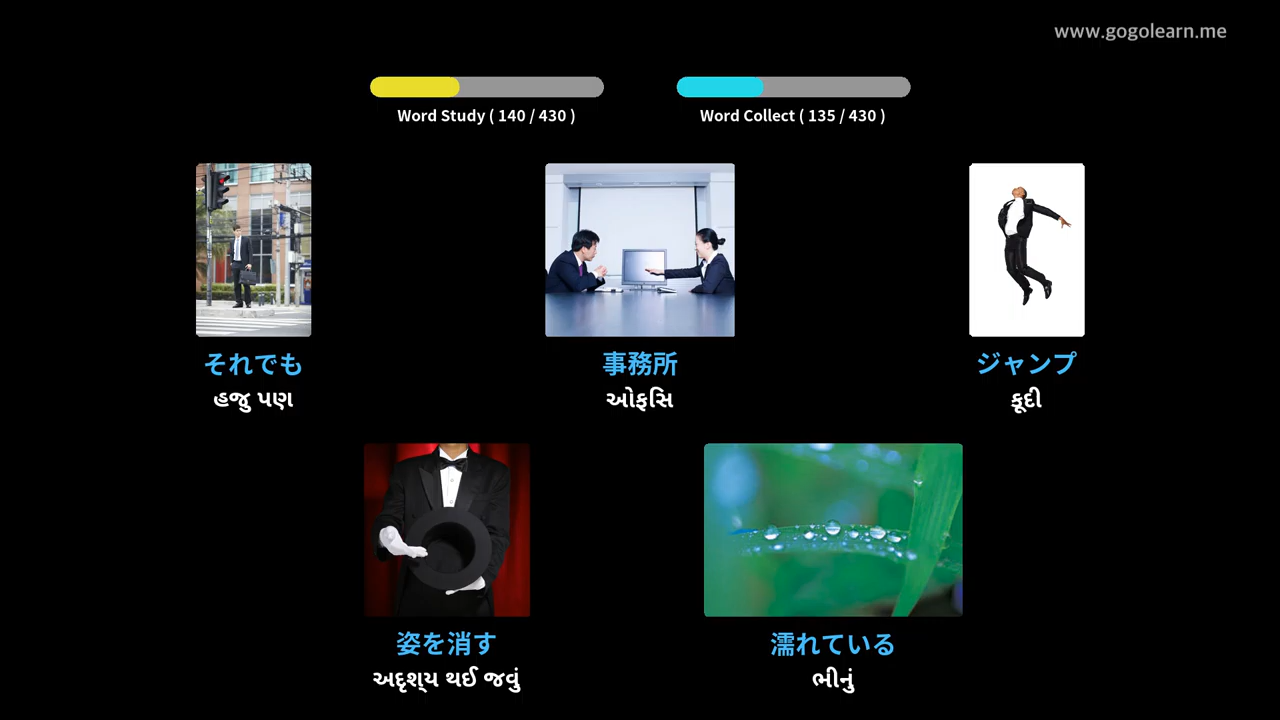 www.gogolearn.me
Word Study ( 140 / 430 )
Word Collect ( 135 / 430 )
それでも
હજુ પણ
事務所
ઓફસિ
ジャンプ
કૂદી
姿を消す
અદૃશ્ય થઈ જવું
濡れている
ભીનું